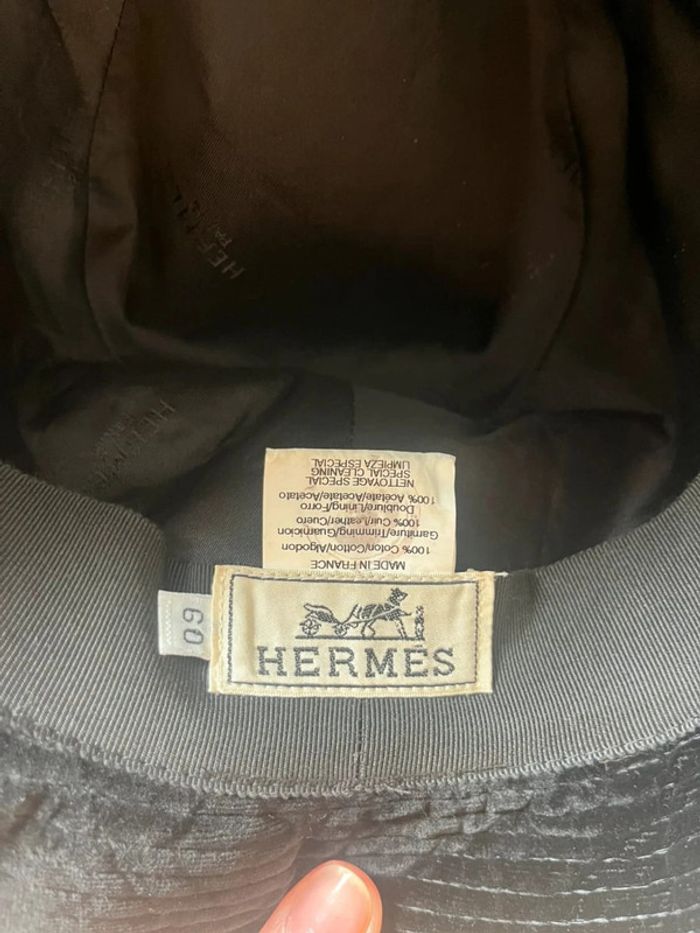 MADE IN FRANCE
100% Coton/Cotton/Algodon
Garniture/Trimming/Guarnicion
100% Cuir/Leather/Cuero
Doublure/Lining/Forro
100% Acetate/Acetate/Acetato
NETTOYAGE SPECIAL
SPECIAL CLEANING
LIMPIEZA ESPECIAL
60
HERMÈS